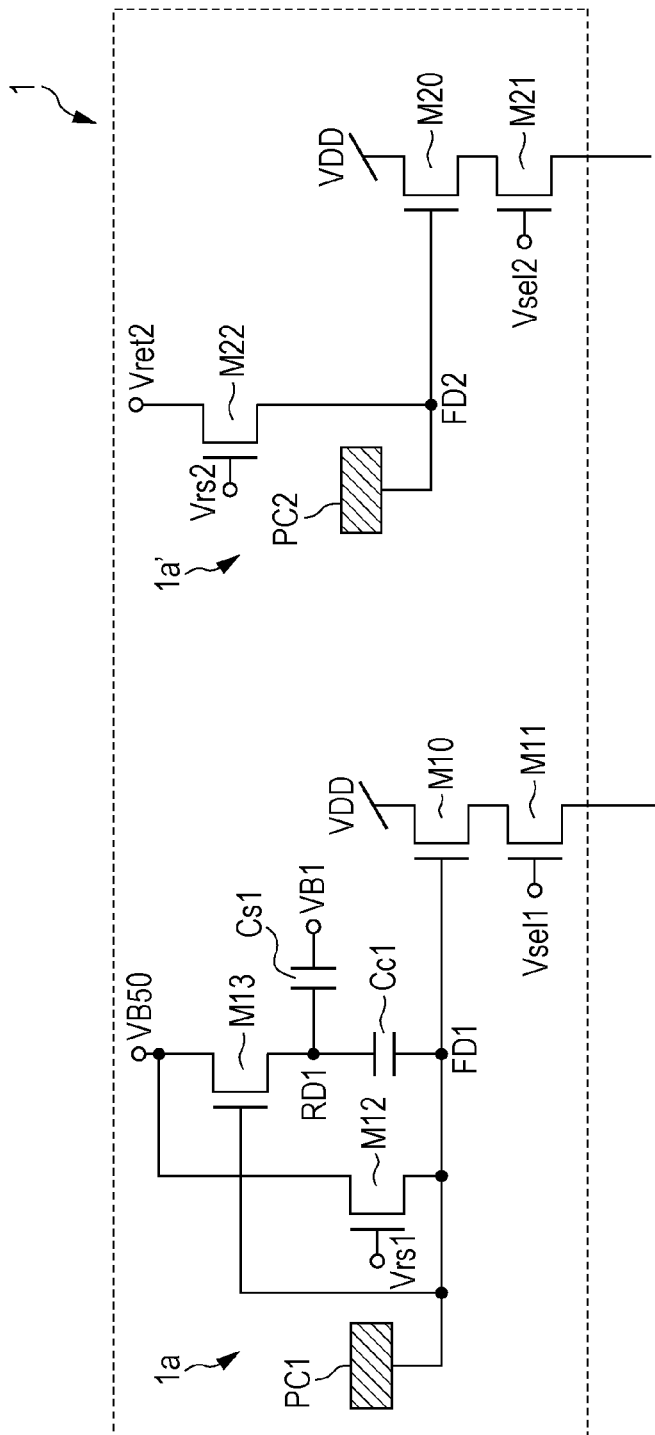 1
1a
PC1
Vrs1
M12
VB50
M13
RD1
Cs1
VB1
Cc1
FD1
VDD
M10
M11
Vsel1
1a'
PC2
Vrs2
Vret2
M22
FD2
VDD
M20
M21
Vsel2